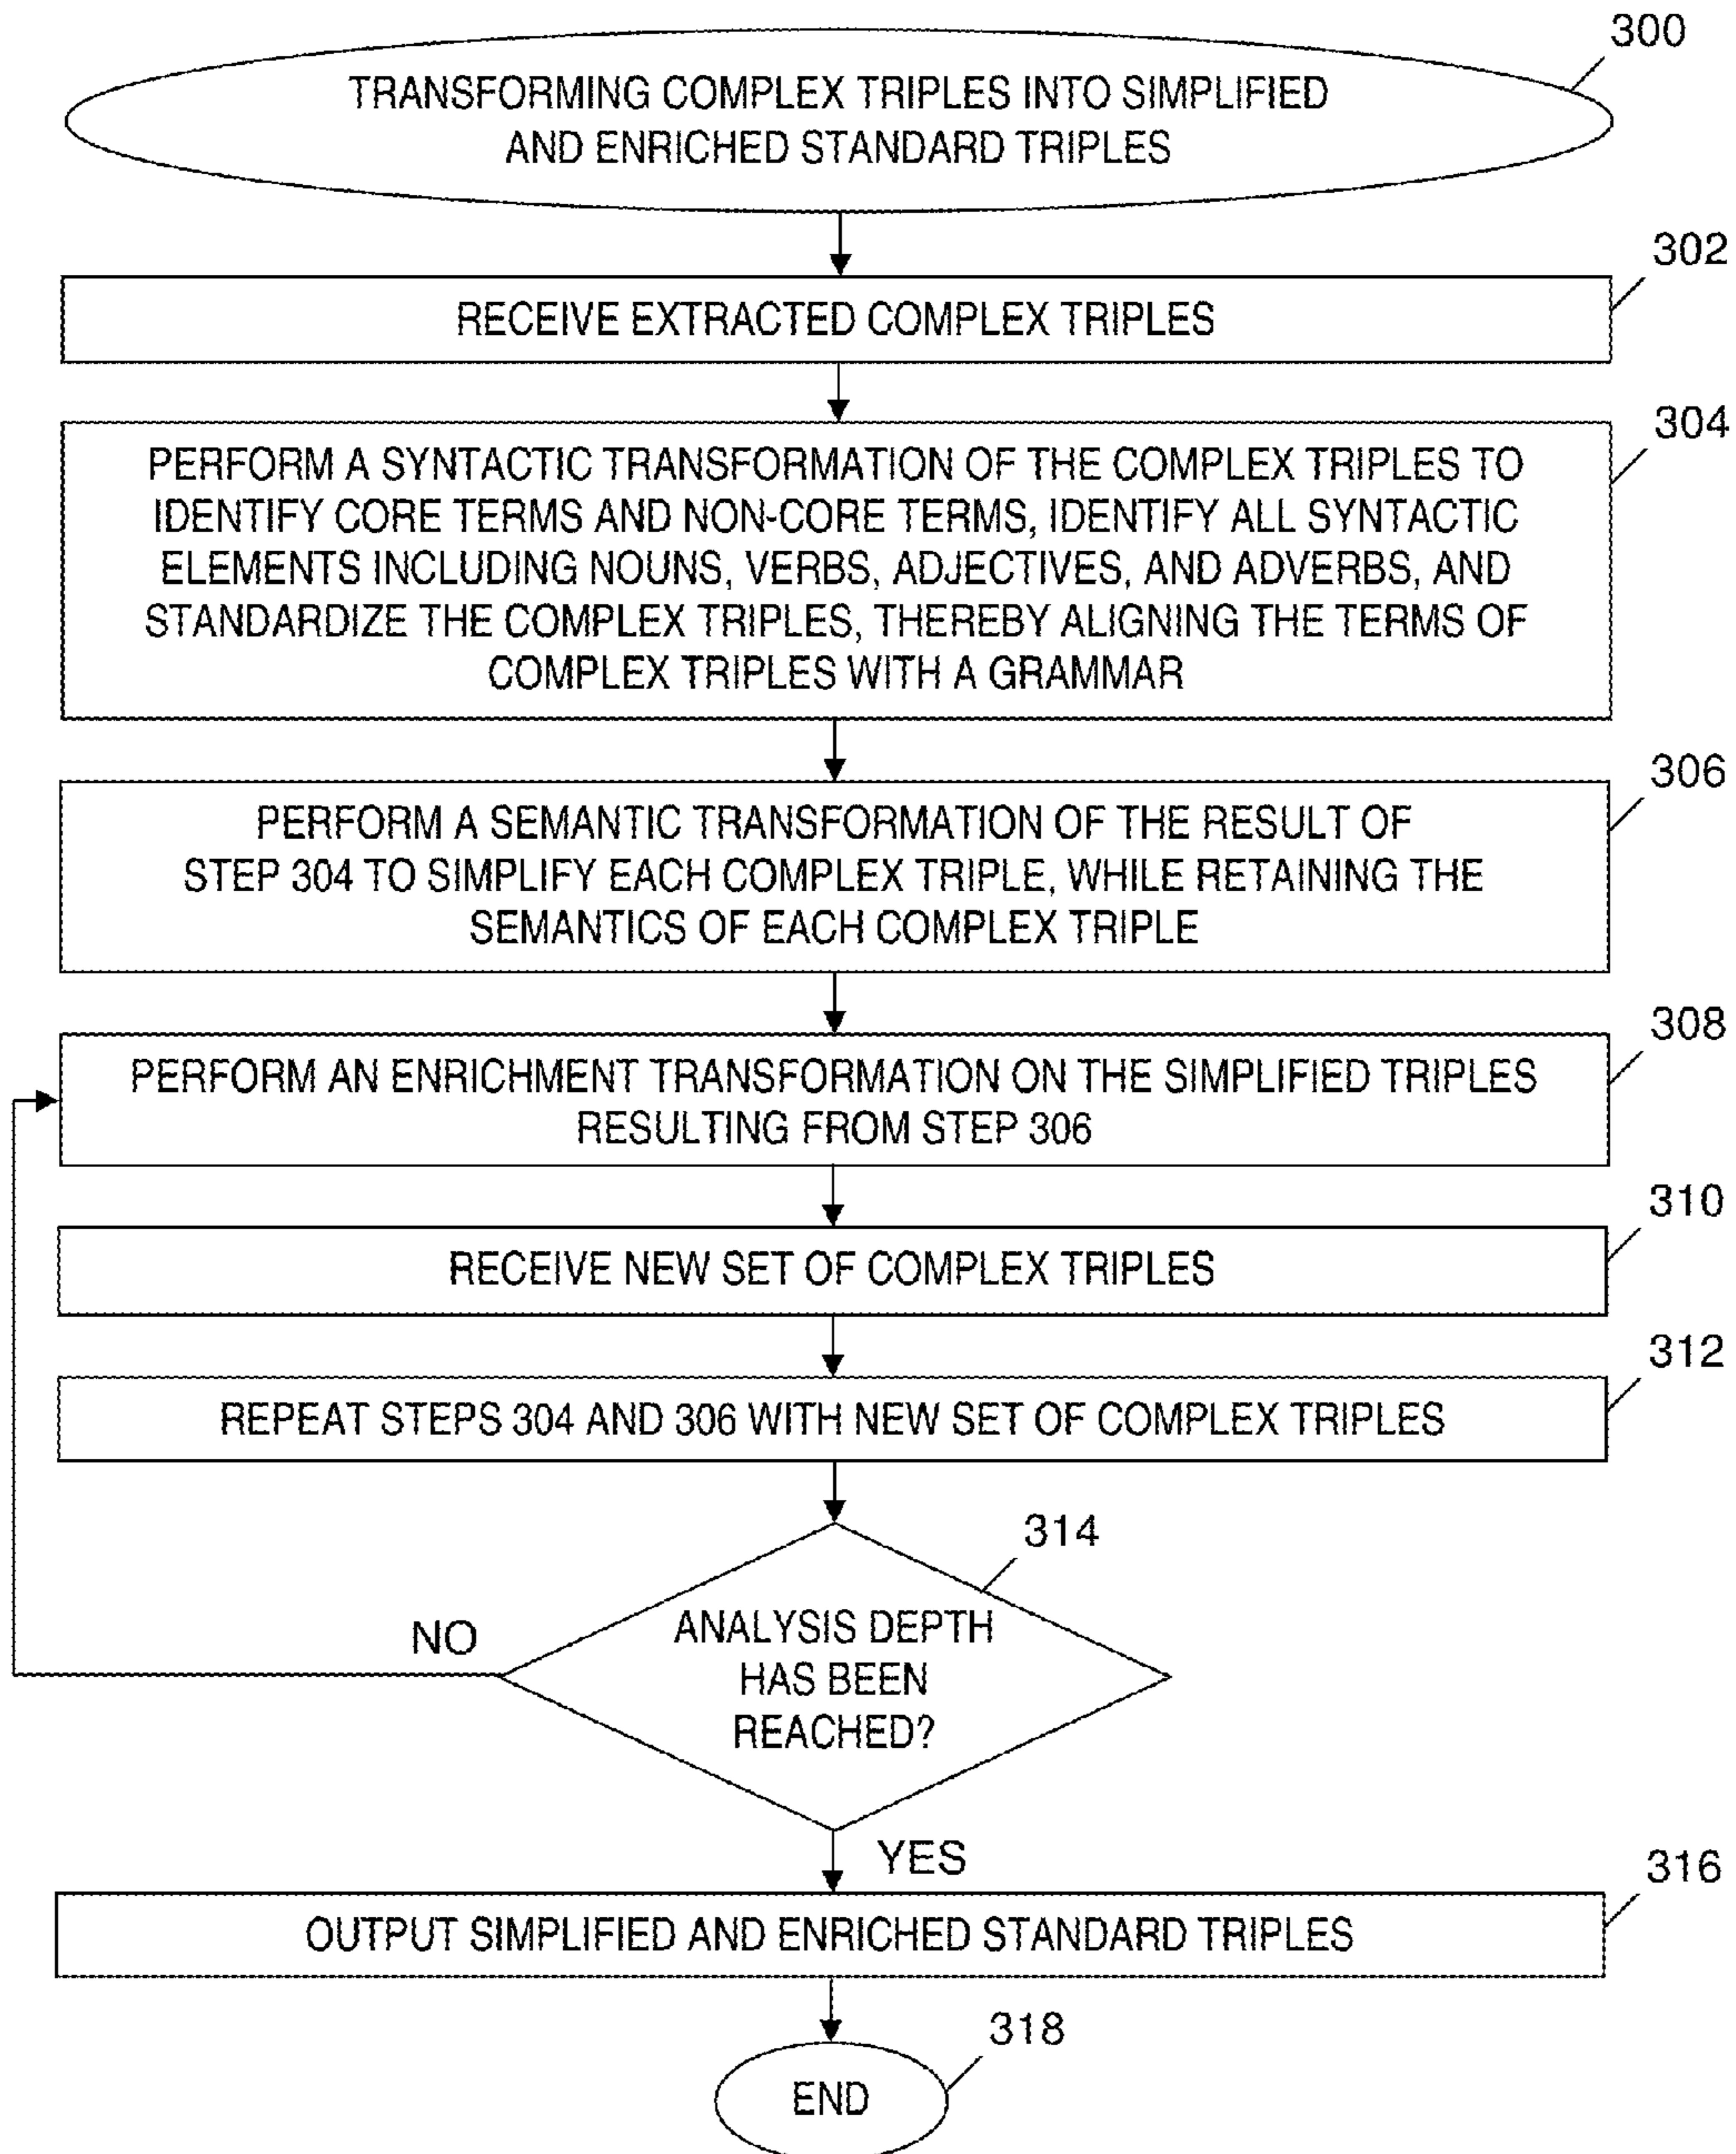 300
TRANSFORMING COMPLEX TRIPLES INTO SIMPLIFIED
AND ENRICHED STANDARD TRIPLES
302
RECEIVE EXTRACTED COMPLEX TRIPLES
304
PERFORM A SYNTACTIC TRANSFORMATION OF THE COMPLEX TRIPLES TO
IDENTIFY CORE TERMS AND NON-CORE TERMS, IDENTIFY ALL SYNTACTIC
ELEMENTS INCLUDING NOUNS, VERBS, ADJECTIVES, AND ADVERBS, AND
STANDARDIZE THE COMPLEX TRIPLES, THEREBY ALIGNING THE TERMS OF
COMPLEX TRIPLES WITH A GRAMMAR
306
PERFORM A SEMANTIC TRANSFORMATION OF THE RESULT OF
STEP 304 TO SIMPLIFY EACH COMPLEX TRIPLE, WHILE RETAINING THE
SEMANTICS OF EACH COMPLEX TRIPLE
308
PERFORM AN ENRICHMENT TRANSFORMATION ON THE SIMPLIFIED TRIPLES
RESULTING FROM STEP 306
310
RECEIVE NEW SET OF COMPLEX TRIPLES
312
REPEAT STEPS 304 AND 306 WITH NEW SET OF COMPLEX TRIPLES
314
ANALYSIS DEPTH
HAS BEEN
REACHED?
NO
YES
316
OUTPUT SIMPLIFIED AND ENRICHED STANDARD TRIPLES
318
END